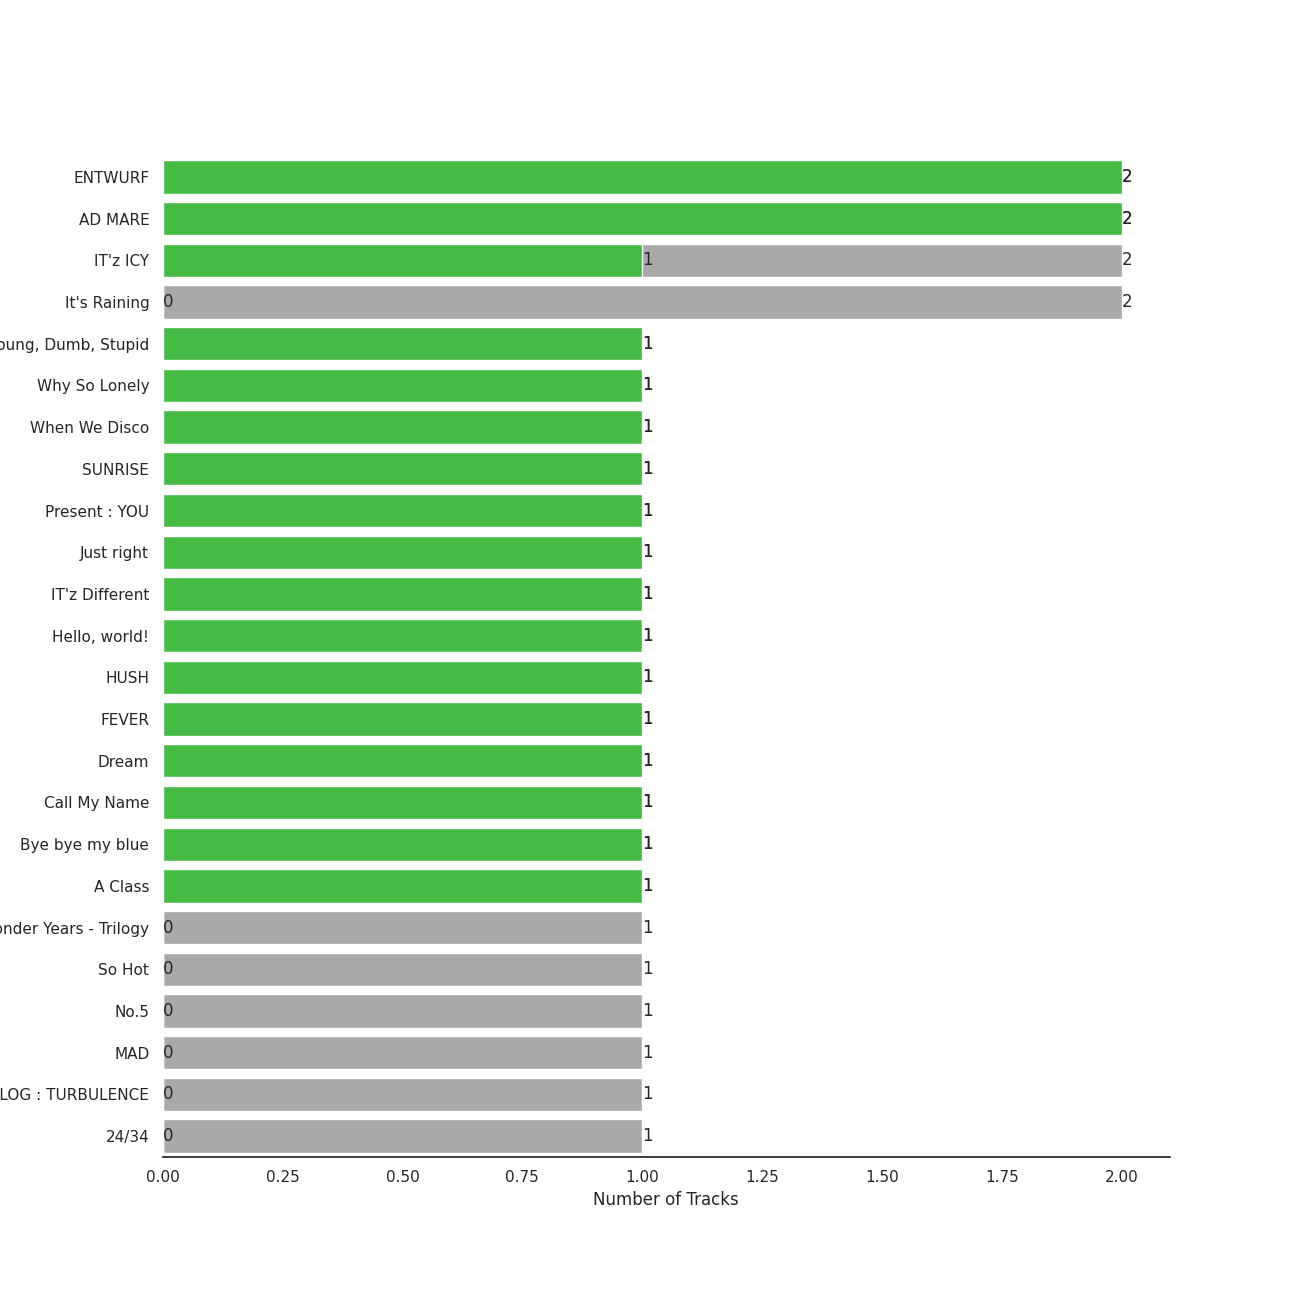 ENTWURF 2
AD MARE 2
IT'z ICY 1 2
It's Raining 0 2
Dumb, Stupid 1
Why So Lonely 1
When We Disco 1
SUNRISE 1
Present : YOU 1
Just right 1
IT'z Different 1
Hello, world! 1
HUSH 1
FEVER 1
Dream 1
Call My Name 1
Bye bye my blue 1
A Class 1
Years - Trilogy 0 1
So Hot 0 1
No.5 0 1
MAD 0 1
LOG : TURBULENCE 0 1
24/34 0 1
0.00 0.25 0.50 0.75 1.00 1.25 1.50 1.75 2.00
Number of Tracks